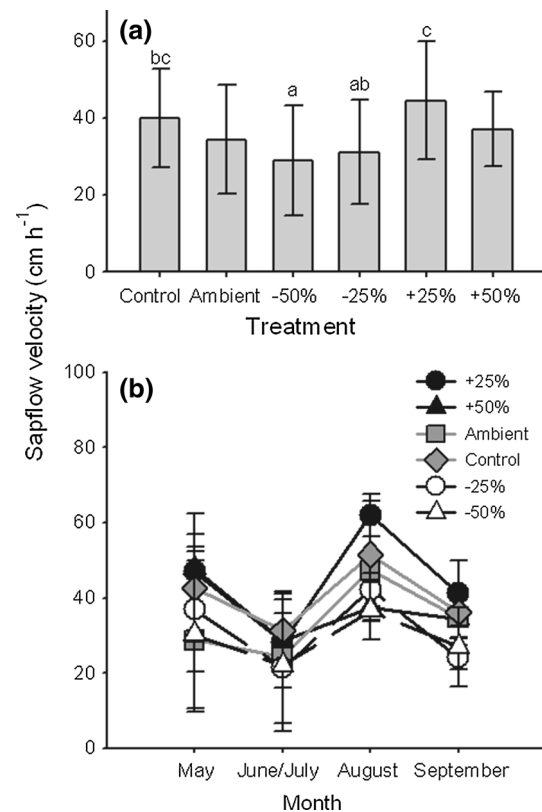 (a)
60
40
20
0
bc
a
ab
c
Control Ambient -50% -25% +25% +50%
Treatment
Sapflow velocity (cm h⁻¹)
(b)
100
80
60
40
20
0
+25%
+50%
Ambient
Control
-25%
-50%
May June/July August September
Month